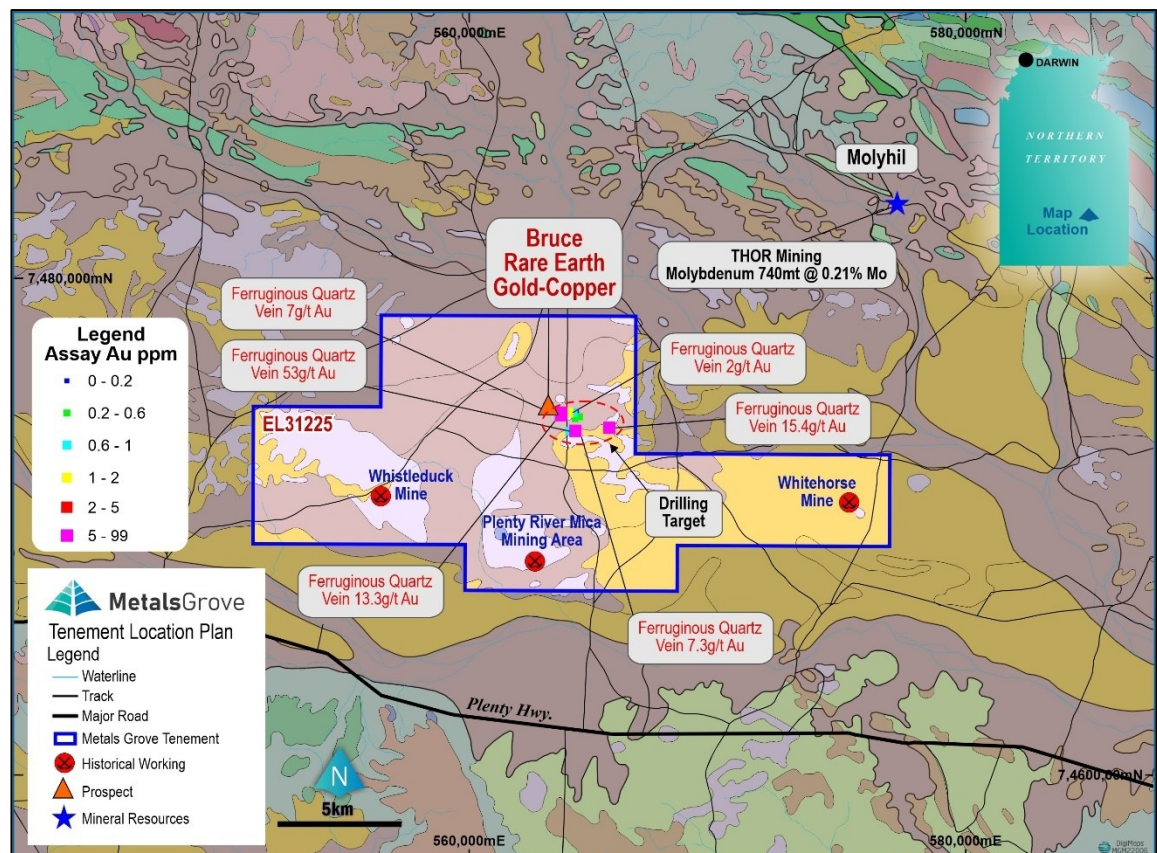 560,000mE
580,000mN
DARWIN
NORTHERN
TERRITORY
Map
Location
Molyhil
THOR Mining
Molybdenum 740mt @ 0.21% Mo
Bruce
Rare Earth
Gold-Copper
7,480,000mN
Ferruginous Quartz
Vein 7g/t Au
Legend
Assay Au ppm
0 - 0.2
0.2 - 0.6
0.6 - 1
1 - 2
2 - 5
5 - 99
Ferruginous Quartz
Vein 53g/t Au
Ferruginous Quartz
Vein 2g/t Au
Ferruginous Quartz
Vein 15.4g/t Au
EL31225
Whistleduck
Mine
Plenty River Mica
Mining Area
Drilling
Target
Whitehorse
Mine
Ferruginous Quartz
Vein 13.3g/t Au
Ferruginous Quartz
Vein 7.3g/t Au
MetalsGrove
Tenement Location Plan
Legend
Waterline
Track
Major Road
Metals Grove Tenement
Historical Working
Prospect
Mineral Resources
Plenty Hwy.
N
5km
7,4600,00mN
560,000mE
580,000mE
DigiMaps
MGM22006